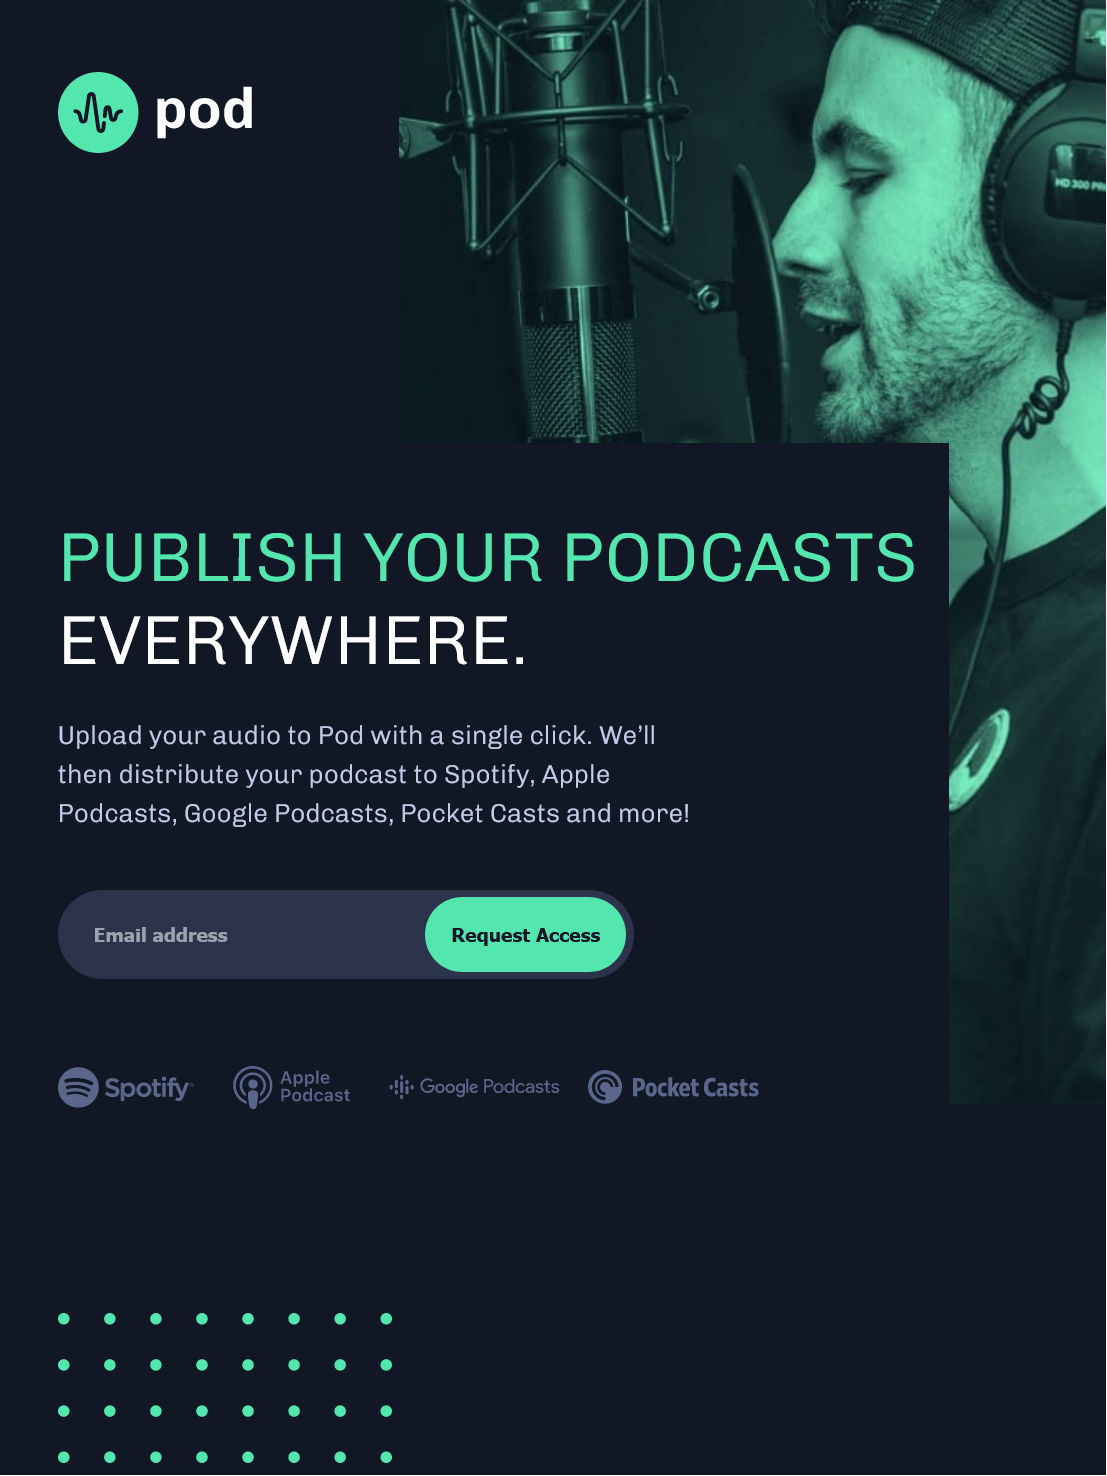 pod
HD 300 PR
PUBLISH YOUR PODCASTS
EVERYWHERE.
Upload your audio to Pod with a single click. We’ll
then distribute your podcast to Spotify, Apple
Podcasts, Google Podcasts, Pocket Casts and more!
Email address
Request Access
Spotify
Apple
Podcast
Google Podcasts
Pocket Casts